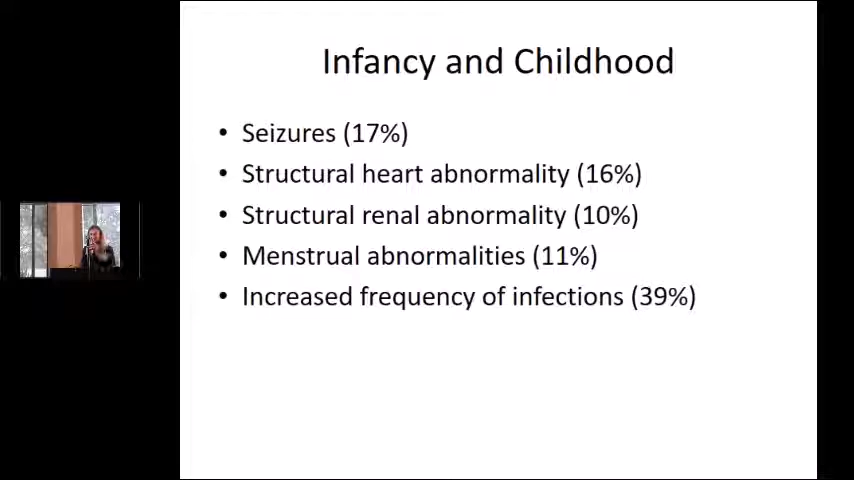 Infancy and Childhood
• Seizures (17%)
• Structural heart abnormality (16%)
• Structural renal abnormality (10%)
• Menstrual abnormalities (11%)
• Increased frequency of infections (39%)